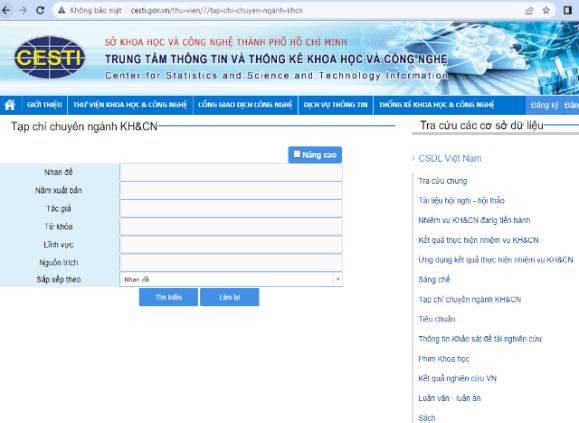 Không bảo mật | cesti.gov.vn/thu-vien/7/tap-chi-chuyen-nganh-khcn
CESTI
SỞ KHOA HỌC VÀ CÔNG NGHỆ THÀNH PHỐ HỒ CHÍ MINH
TRUNG TÂM THÔNG TIN VÀ THỐNG KÊ KHOA HỌC VÀ CÔNG NGHỆ
Center for Statistics and Science and Technology Information
GIỚI THIỆU THƯ VIỆN KHOA HỌC & CÔNG NGHỆ CỔNG GIAO DỊCH CÔNG NGHỆ DỊCH VỤ THÔNG TIN THỐNG KÊ KHOA HỌC & CÔNG NGHỆ Đăng ký Đăn
Tạp chí chuyên ngành KH&CN
Nâng cao
Nhan đề
Năm xuất bản
Tác giả
Từ khóa
Lĩnh vực
Nguồn trích
Sắp xếp theo Nhan đề
Tìm kiếm Làm lại
Tra cứu các cơ sở dữ liệu
CSDL Việt Nam
Tra cứu chung
Tài liệu hội nghị - hội thảo
Nhiệm vụ KH&CN đang tiến hành
Kết quả thực hiện nhiệm vụ KH&CN
Ứng dụng kết quả thực hiện nhiệm vụ KH&CN
Sáng chế
Tạp chí chuyên ngành KH&CN
Tiêu chuẩn
Thông tin Khảo sát đề tài nghiên cứu
Phim Khoa học
Kết quả nghiên cứu VN
Luận văn - luận án
Sách